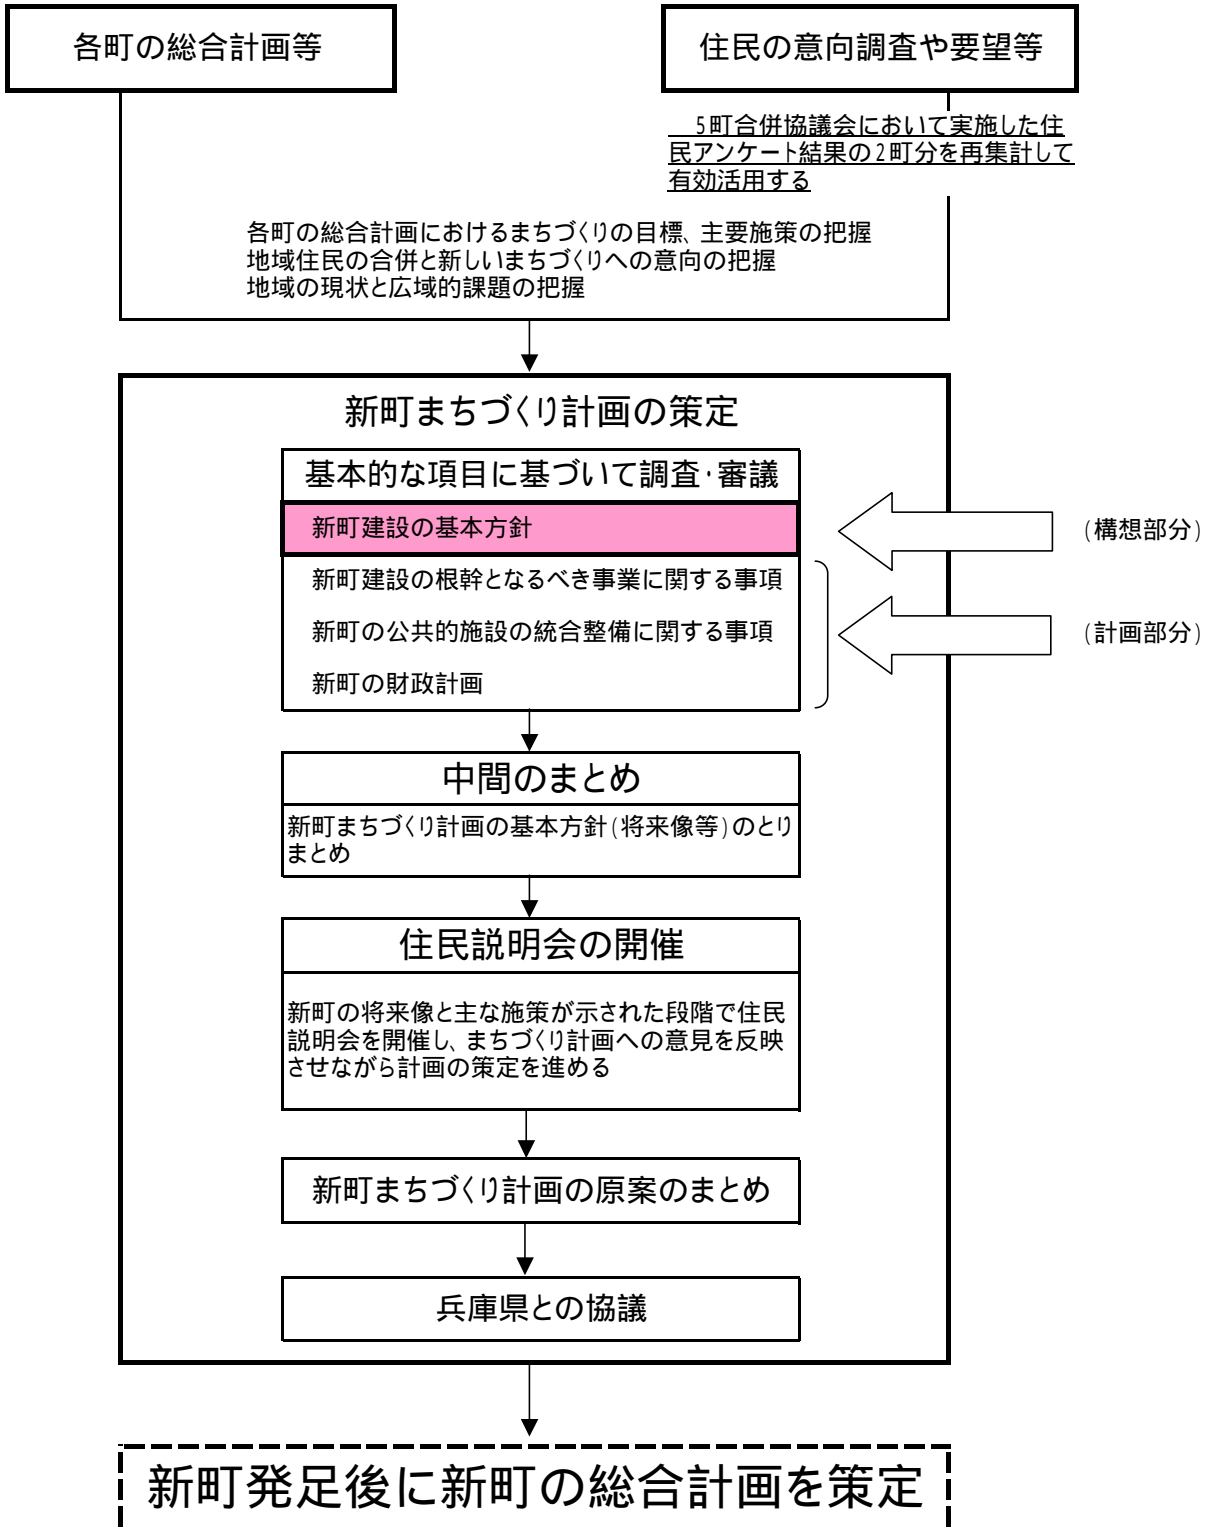 各町の総合計画等
住民の意向調査や要望等
5町合併協議会において実施した住
民アンケート結果の2町分を再集計して
有効活用する
各町の総合計画におけるまちづくりの目標、主要施策の把握
地域住民の合併と新しいまちづくりへの意向の把握
地域の現状と広域的課題の把握
新町まちづくり計画の策定
基本的な項目に基づいて調査・審議
新町建設の基本方針
(構想部分)
新町建設の根幹となるべき事業に関する事項
新町の公共的施設の統合整備に関する事項
(計画部分)
新町の財政計画
中間のまとめ
新町まちづくり計画の基本方針(将来像等)のとり
まとめ
住民説明会の開催
新町の将来像と主な施策が示された段階で住民
説明会を開催し、まちづくり計画への意見を反映
させながら計画の策定を進める
新町まちづくり計画の原案のまとめ
兵庫県との協議
新町発足後に新町の総合計画を策定